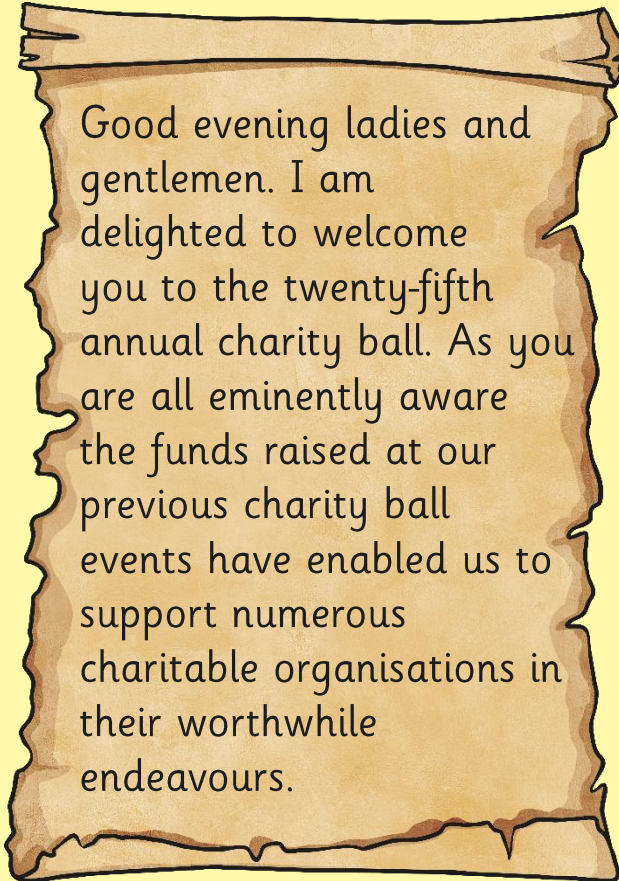 Good evening ladies and
gentlemen. I am
delighted to welcome
you to the twenty-fifth
annual charity ball. As you
are all eminently aware
the funds raised at our
previous charity ball
events have enabled us to
support numerous
charitable organisations in
their worthwhile
endeavours.